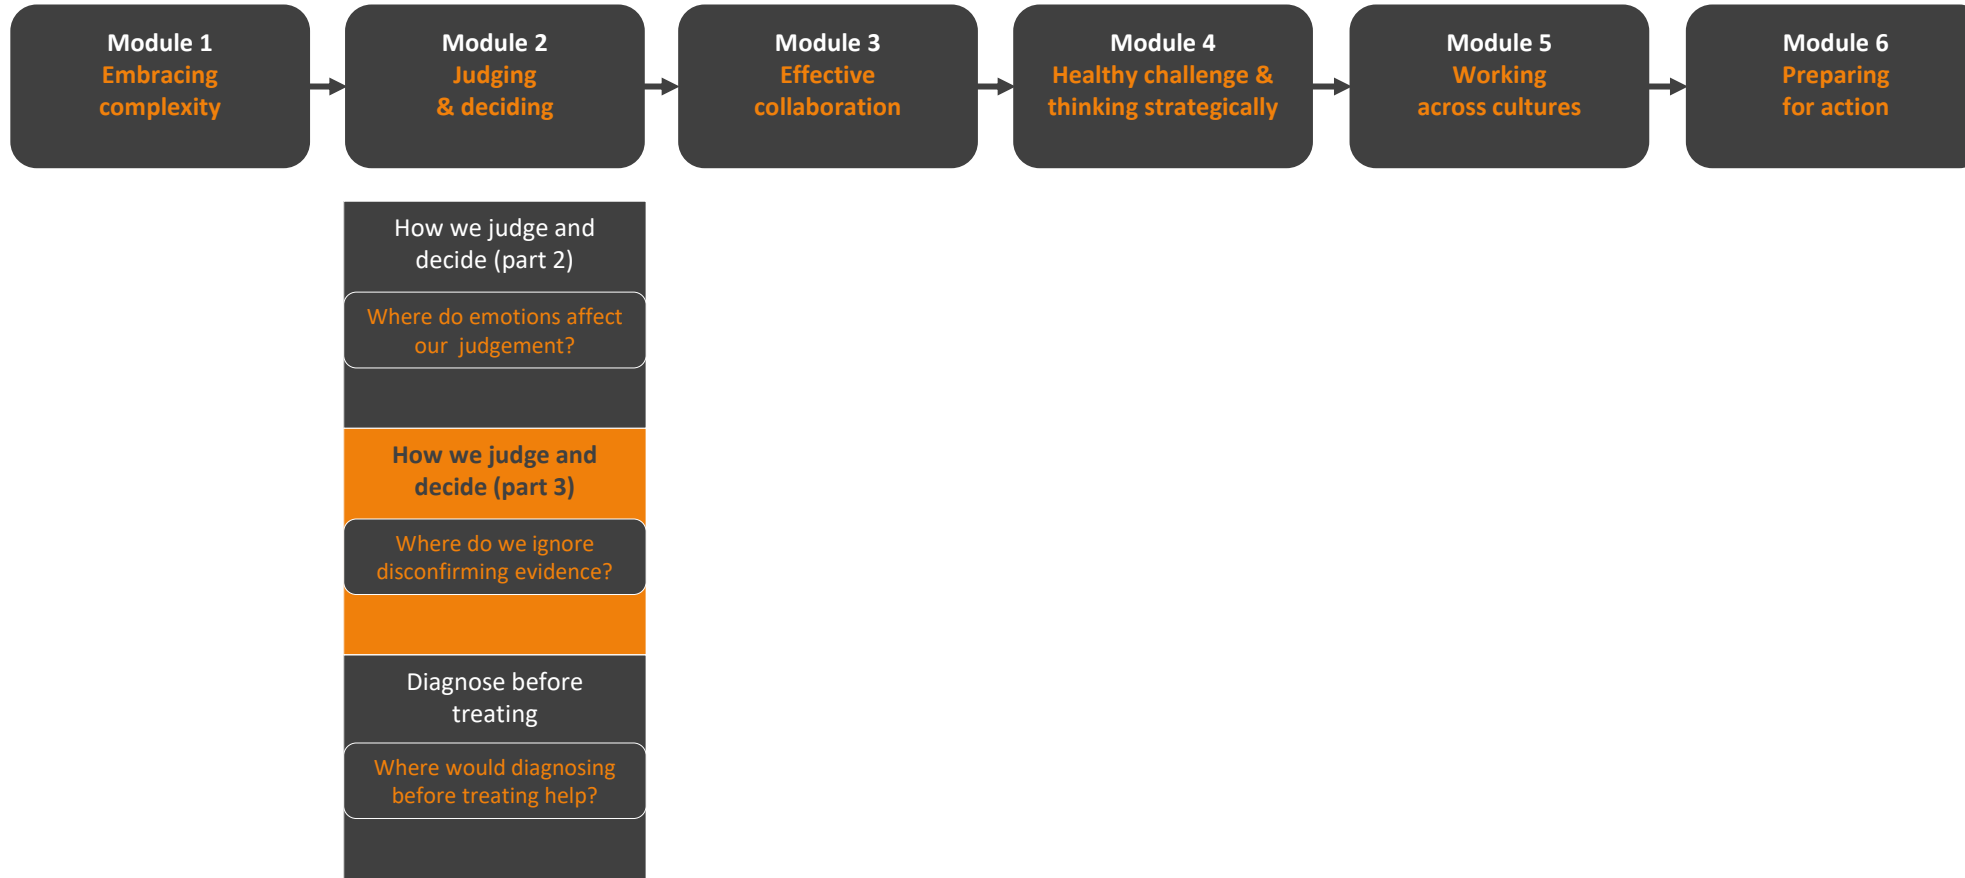 Module 1
Embracing
complexity
Module 2
Judging
& deciding
Module 3
Effective
collaboration
Module 4
Healthy challenge &
thinking strategically
Module 5
Working
across cultures
Module 6
Preparing
for action
How we judge and
decide (part 2)
Where do emotions affect
our judgement?
How we judge and
decide (part 3)
Where do we ignore
disconfirming evidence?
Diagnose before
treating
Where would diagnosing
before treating help?